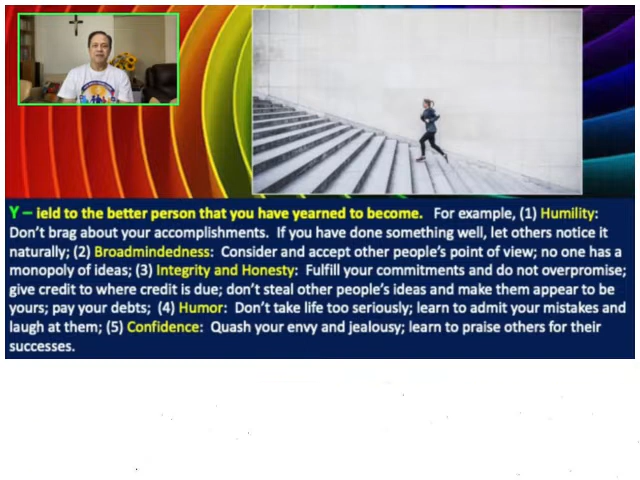 Y – ield to the better person that you have yearned to become. For example, (1) Humility:
Don't brag about your accomplishments. If you have done something well, let others notice it
naturally; (2) Broadmindedness: Consider and accept other people's point of view; no one has a
monopoly of ideas; (3) Integrity and Honesty: Fulfill your commitments and do not overpromise;
give credit to where credit is due; don't steal other people's ideas and make them appear to be
yours; pay your debts; (4) Humor: Don't take life too seriously; learn to admit your mistakes and
laugh at them; (5) Confidence: Quash your envy and jealousy; learn to praise others for their
successes.